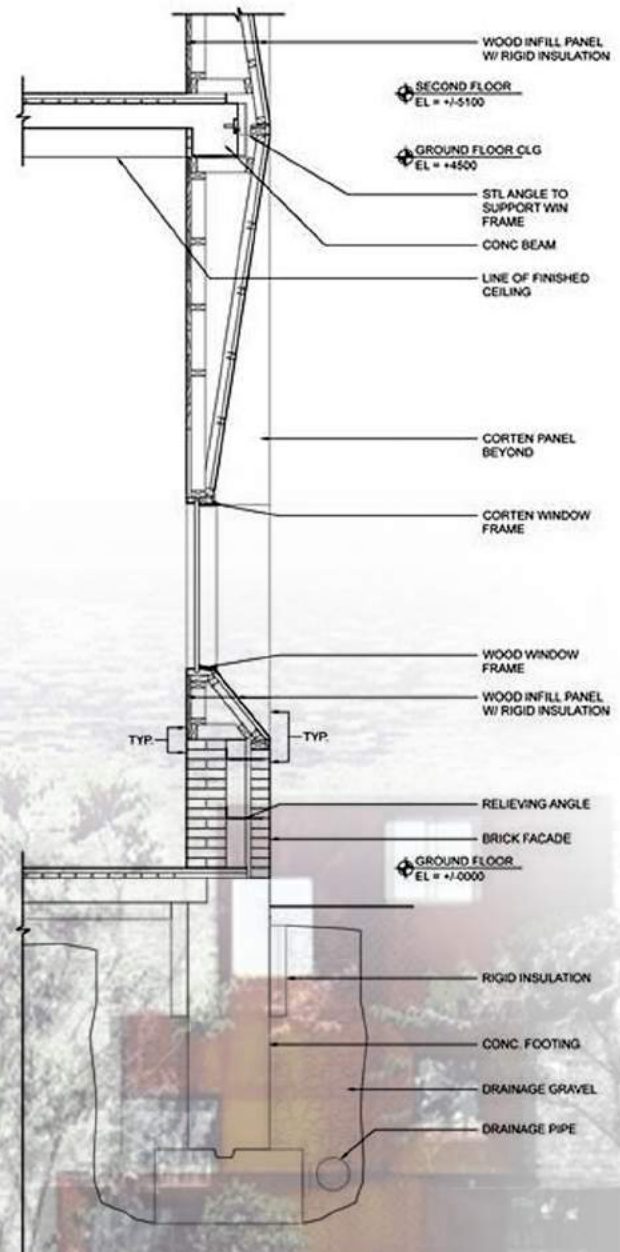 WOOD INFILL PANEL
W/ RIGID INSULATION
SECOND FLOOR
EL = +/-5100
GROUND FLOOR CLG
EL = +4500
STL ANGLE TO
SUPPORT WIN
FRAME
CONC BEAM
LINE OF FINISHED
CEILING
CORTEN PANEL
BEYOND
CORTEN WINDOW
FRAME
WOOD WINDOW
FRAME
WOOD INFILL PANEL
W/ RIGID INSULATION
TYP.
TYP.
RELIEVING ANGLE
BRICK FACADE
GROUND FLOOR
EL = +/-0000
RIGID INSULATION
CONC. FOOTING
DRAINAGE GRAVEL
DRAINAGE PIPE